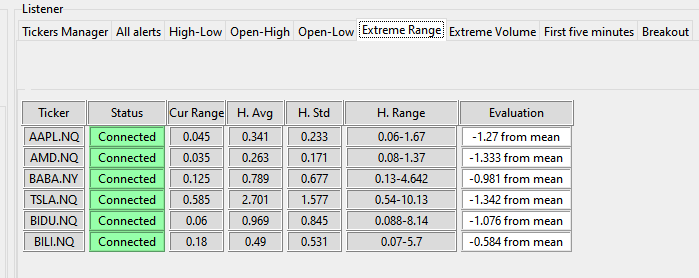 Listener
Tickers Manager All alerts High-Low Open-High Open-Low Extreme Range Extreme Volume First five minutes Breakout
Ticker Status Cur Range H. Avg H. Std H. Range Evaluation
AAPL.NQ Connected 0.045 0.341 0.233 0.06-1.67 -1.27 from mean
AMD.NQ Connected 0.035 0.263 0.171 0.08-1.37 -1.333 from mean
BABA.NY Connected 0.125 0.789 0.677 0.13-4.642 -0.981 from mean
TSLA.NQ Connected 0.585 2.701 1.577 0.54-10.13 -1.342 from mean
BIDU.NQ Connected 0.06 0.969 0.845 0.088-8.14 -1.076 from mean
BILI.NQ Connected 0.18 0.49 0.531 0.07-5.7 -0.584 from mean